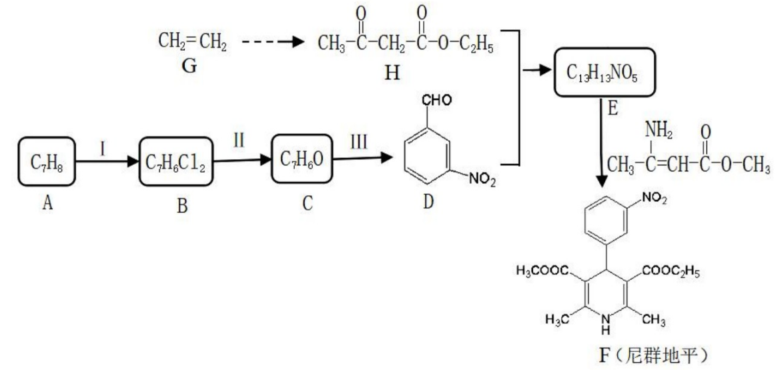 CH₂=CH₂
G
CH₃-C-CH₂-C-O-C₂H₅
O O
H
C₁₃H₁₃NO₅
E
C₇H₈
A
I
C₇H₆Cl₂
B
II
C₇H₆O
C
III
CHO
NO₂
D
NH₂ O
CH₃C=CH-C-O-CH₃
NO₂
H₃COOC COOC₂H₅
H₃C N CH₃
H
F（尼群地平）